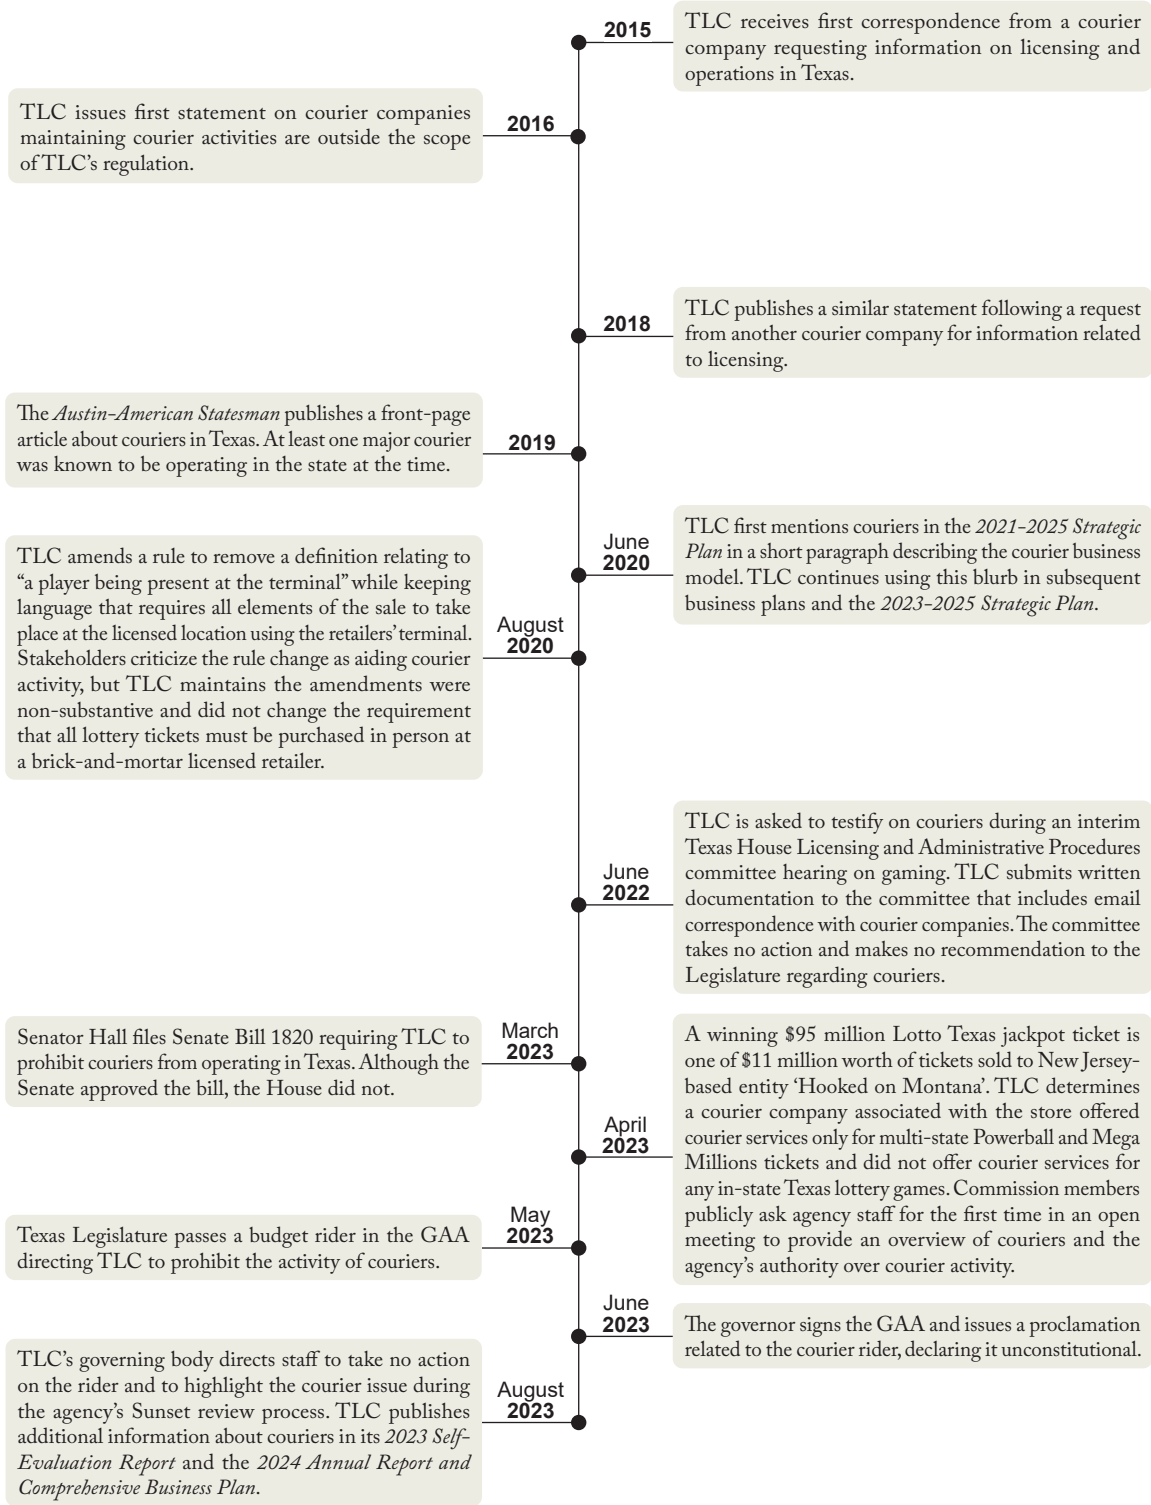 2015
TLC receives first correspondence from a courier
company requesting information on licensing and
operations in Texas.
2016
TLC issues first statement on courier companies
maintaining courier activities are outside the scope
of TLC's regulation.
2018
TLC publishes a similar statement following a request
from another courier company for information related
to licensing.
2019
The Austin-American Statesman publishes a front-page
article about couriers in Texas. At least one major courier
was known to be operating in the state at the time.
June
2020
TLC first mentions couriers in the 2021-2025 Strategic
Plan in a short paragraph describing the courier business
model. TLC continues using this blurb in subsequent
business plans and the 2023-2025 Strategic Plan.
August
2020
TLC amends a rule to remove a definition relating to
“a player being present at the terminal” while keeping
language that requires all elements of the sale to take
place at the licensed location using the retailers' terminal.
Stakeholders criticize the rule change as aiding courier
activity, but TLC maintains the amendments were
non-substantive and did not change the requirement
that all lottery tickets must be purchased in person at
a brick-and-mortar licensed retailer.
June
2022
TLC is asked to testify on couriers during an interim
Texas House Licensing and Administrative Procedures
committee hearing on gaming. TLC submits written
documentation to the committee that includes email
correspondence with courier companies. The committee
takes no action and makes no recommendation to the
Legislature regarding couriers.
March
2023
Senator Hall files Senate Bill 1820 requiring TLC to
prohibit couriers from operating in Texas. Although the
Senate approved the bill, the House did not.
April
2023
A winning $95 million Lotto Texas jackpot ticket is
one of $11 million worth of tickets sold to New Jersey-
based entity 'Hooked on Montana'. TLC determines
a courier company associated with the store offered
courier services only for multi-state Powerball and Mega
Millions tickets and did not offer courier services for
any in-state Texas lottery games. Commission members
publicly ask agency staff for the first time in an open
meeting to provide an overview of couriers and the
agency's authority over courier activity.
May
2023
Texas Legislature passes a budget rider in the GAA
directing TLC to prohibit the activity of couriers.
June
2023
The governor signs the GAA and issues a proclamation
related to the courier rider, declaring it unconstitutional.
August
2023
TLC's governing body directs staff to take no action
on the rider and to highlight the courier issue during
the agency's Sunset review process. TLC publishes
additional information about couriers in its 2023 Self-
Evaluation Report and the 2024 Annual Report and
Comprehensive Business Plan.